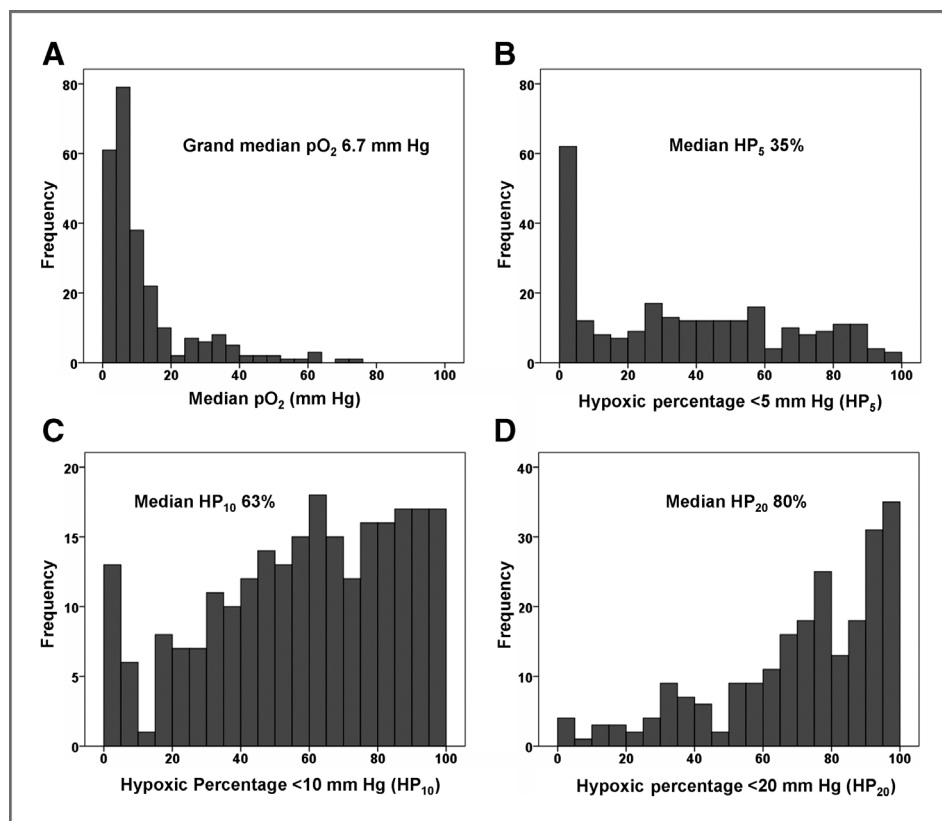 A
80
60
40
20
0
Frequency
Grand median pO₂ 6.7 mm Hg
0 20 40 60 80 100
Median pO₂ (mm Hg)
B
80
60
40
20
0
Frequency
Median HP₅ 35%
0 20 40 60 80 100
Hypoxic percentage <5 mm Hg (HP₅)
C
20
15
10
5
0
Frequency
Median HP₁₀ 63%
0 20 40 60 80 100
Hypoxic Percentage <10 mm Hg (HP₁₀)
D
40
30
20
10
0
Frequency
Median HP₂₀ 80%
0 20 40 60 80 100
Hypoxic percentage <20 mm Hg (HP₂₀)